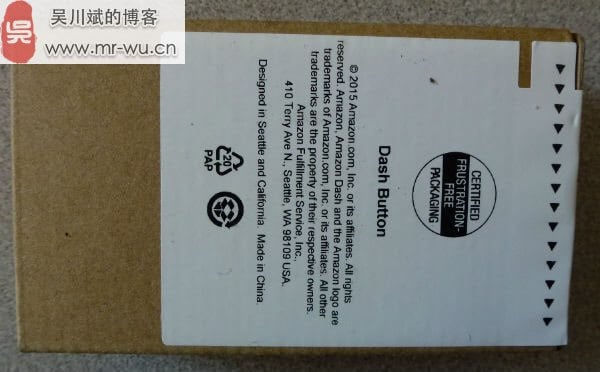 吴
吴川斌的博客
www.mr-wu.cn
CERTIFIED
FRUSTRATION-
FREE
PACKAGING
Dash Button
© 2015 Amazon.com, Inc. or its affiliates. All rights
reserved. Amazon, Amazon Dash and the Amazon logo are
trademarks of Amazon.com, Inc. or its affiliates. All other
trademarks are the property of their respective owners.
Amazon Fulfillment Service, Inc.,
410 Terry Ave N., Seattle, WA 98109 USA.
Designed in Seattle and California Made in China.
20
PAP